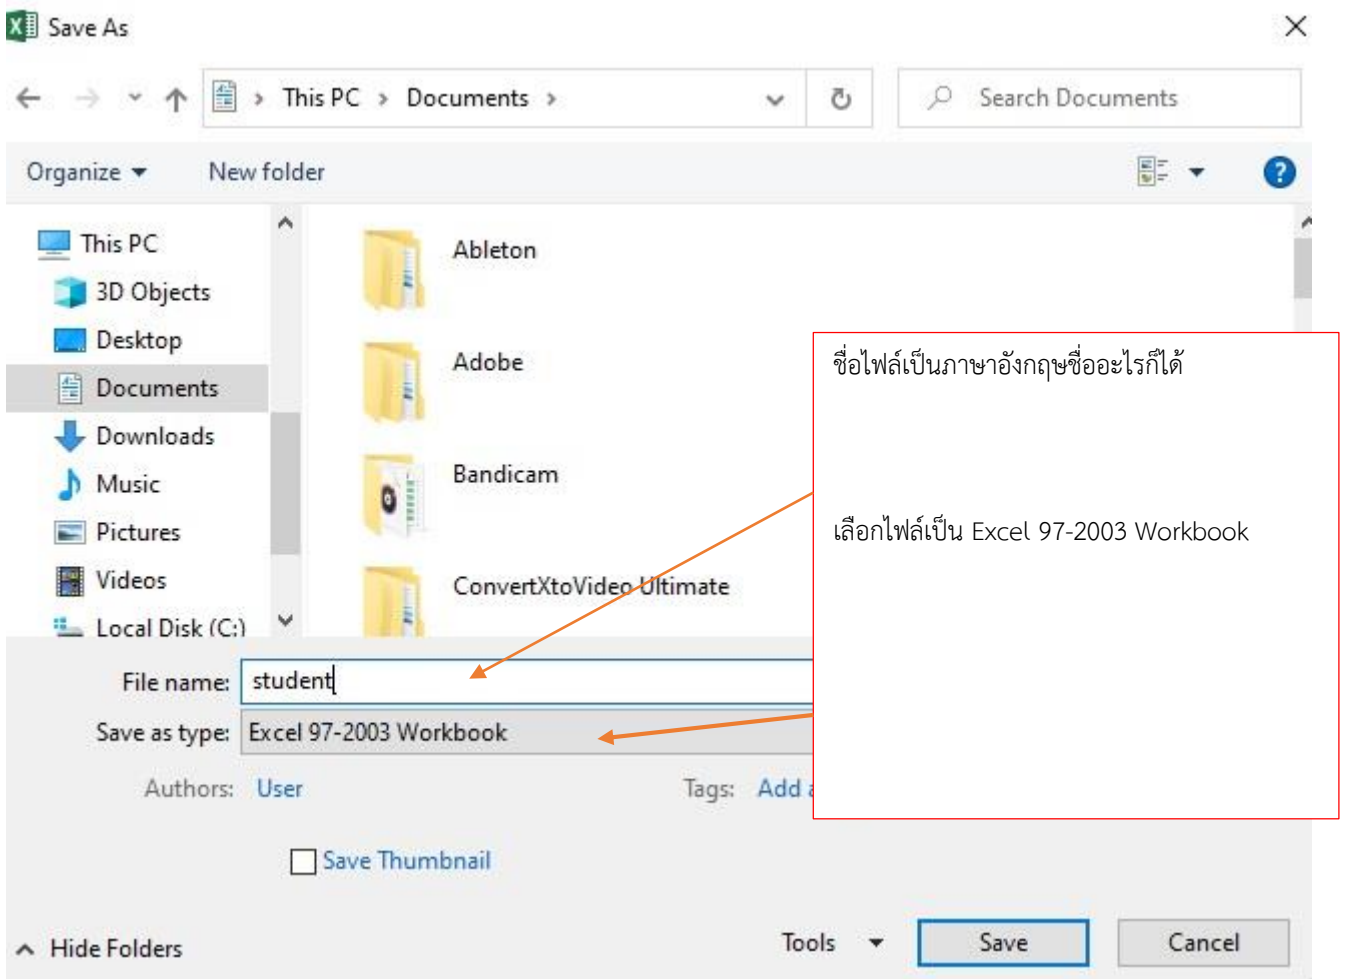 Save As
This PC > Documents >
Search Documents
Organize
New folder
This PC
3D Objects
Desktop
Documents
Downloads
Music
Pictures
Videos
Local Disk (C:)
Ableton
Adobe
Bandicam
ConvertXtoVideo Ultimate
ชื่อไฟล์เป็นภาษาอังกฤษชื่ออะไรก็ได้
เลือกไฟล์เป็น Excel 97-2003 Workbook
File name: student
Save as type: Excel 97-2003 Workbook
Authors: User
Tags: Add a
Save Thumbnail
Hide Folders
Tools
Save
Cancel